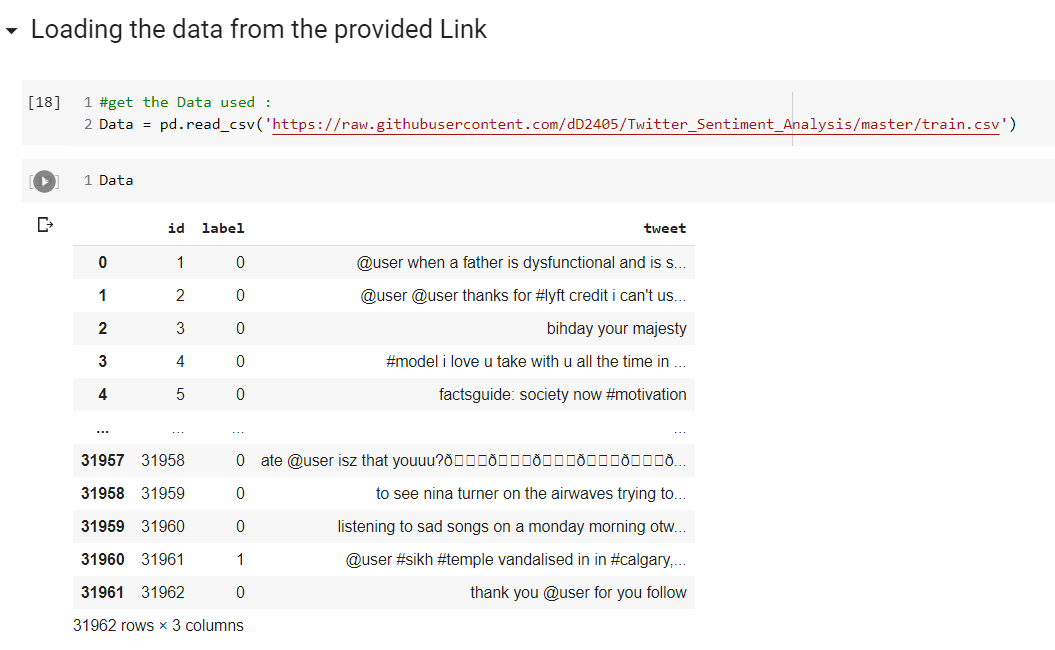 Loading the data from the provided Link
[18] 1 #get the Data used :
2 Data = pd.read_csv('https://raw.githubusercontent.com/dD2405/Twitter_Sentiment_Analysis/master/train.csv')
1 Data
id label tweet
0 1 0 @user when a father is dysfunctional and is s...
1 2 0 @user @user thanks for #lyft credit i can't us...
2 3 0 bihday your majesty
3 4 0 #model i love u take with u all the time in ...
4 5 0 factsguide: society now #motivation
... ... ... ...
31957 31958 0 ate @user isz that youuu?ð□□□ð□□□ð□□□ð□□□ð□□□ð...
31958 31959 0 to see nina turner on the airwaves trying to...
31959 31960 0 listening to sad songs on a monday morning otw...
31960 31961 1 @user #sikh #temple vandalised in in #calgary,...
31961 31962 0 thank you @user for you follow
31962 rows × 3 columns